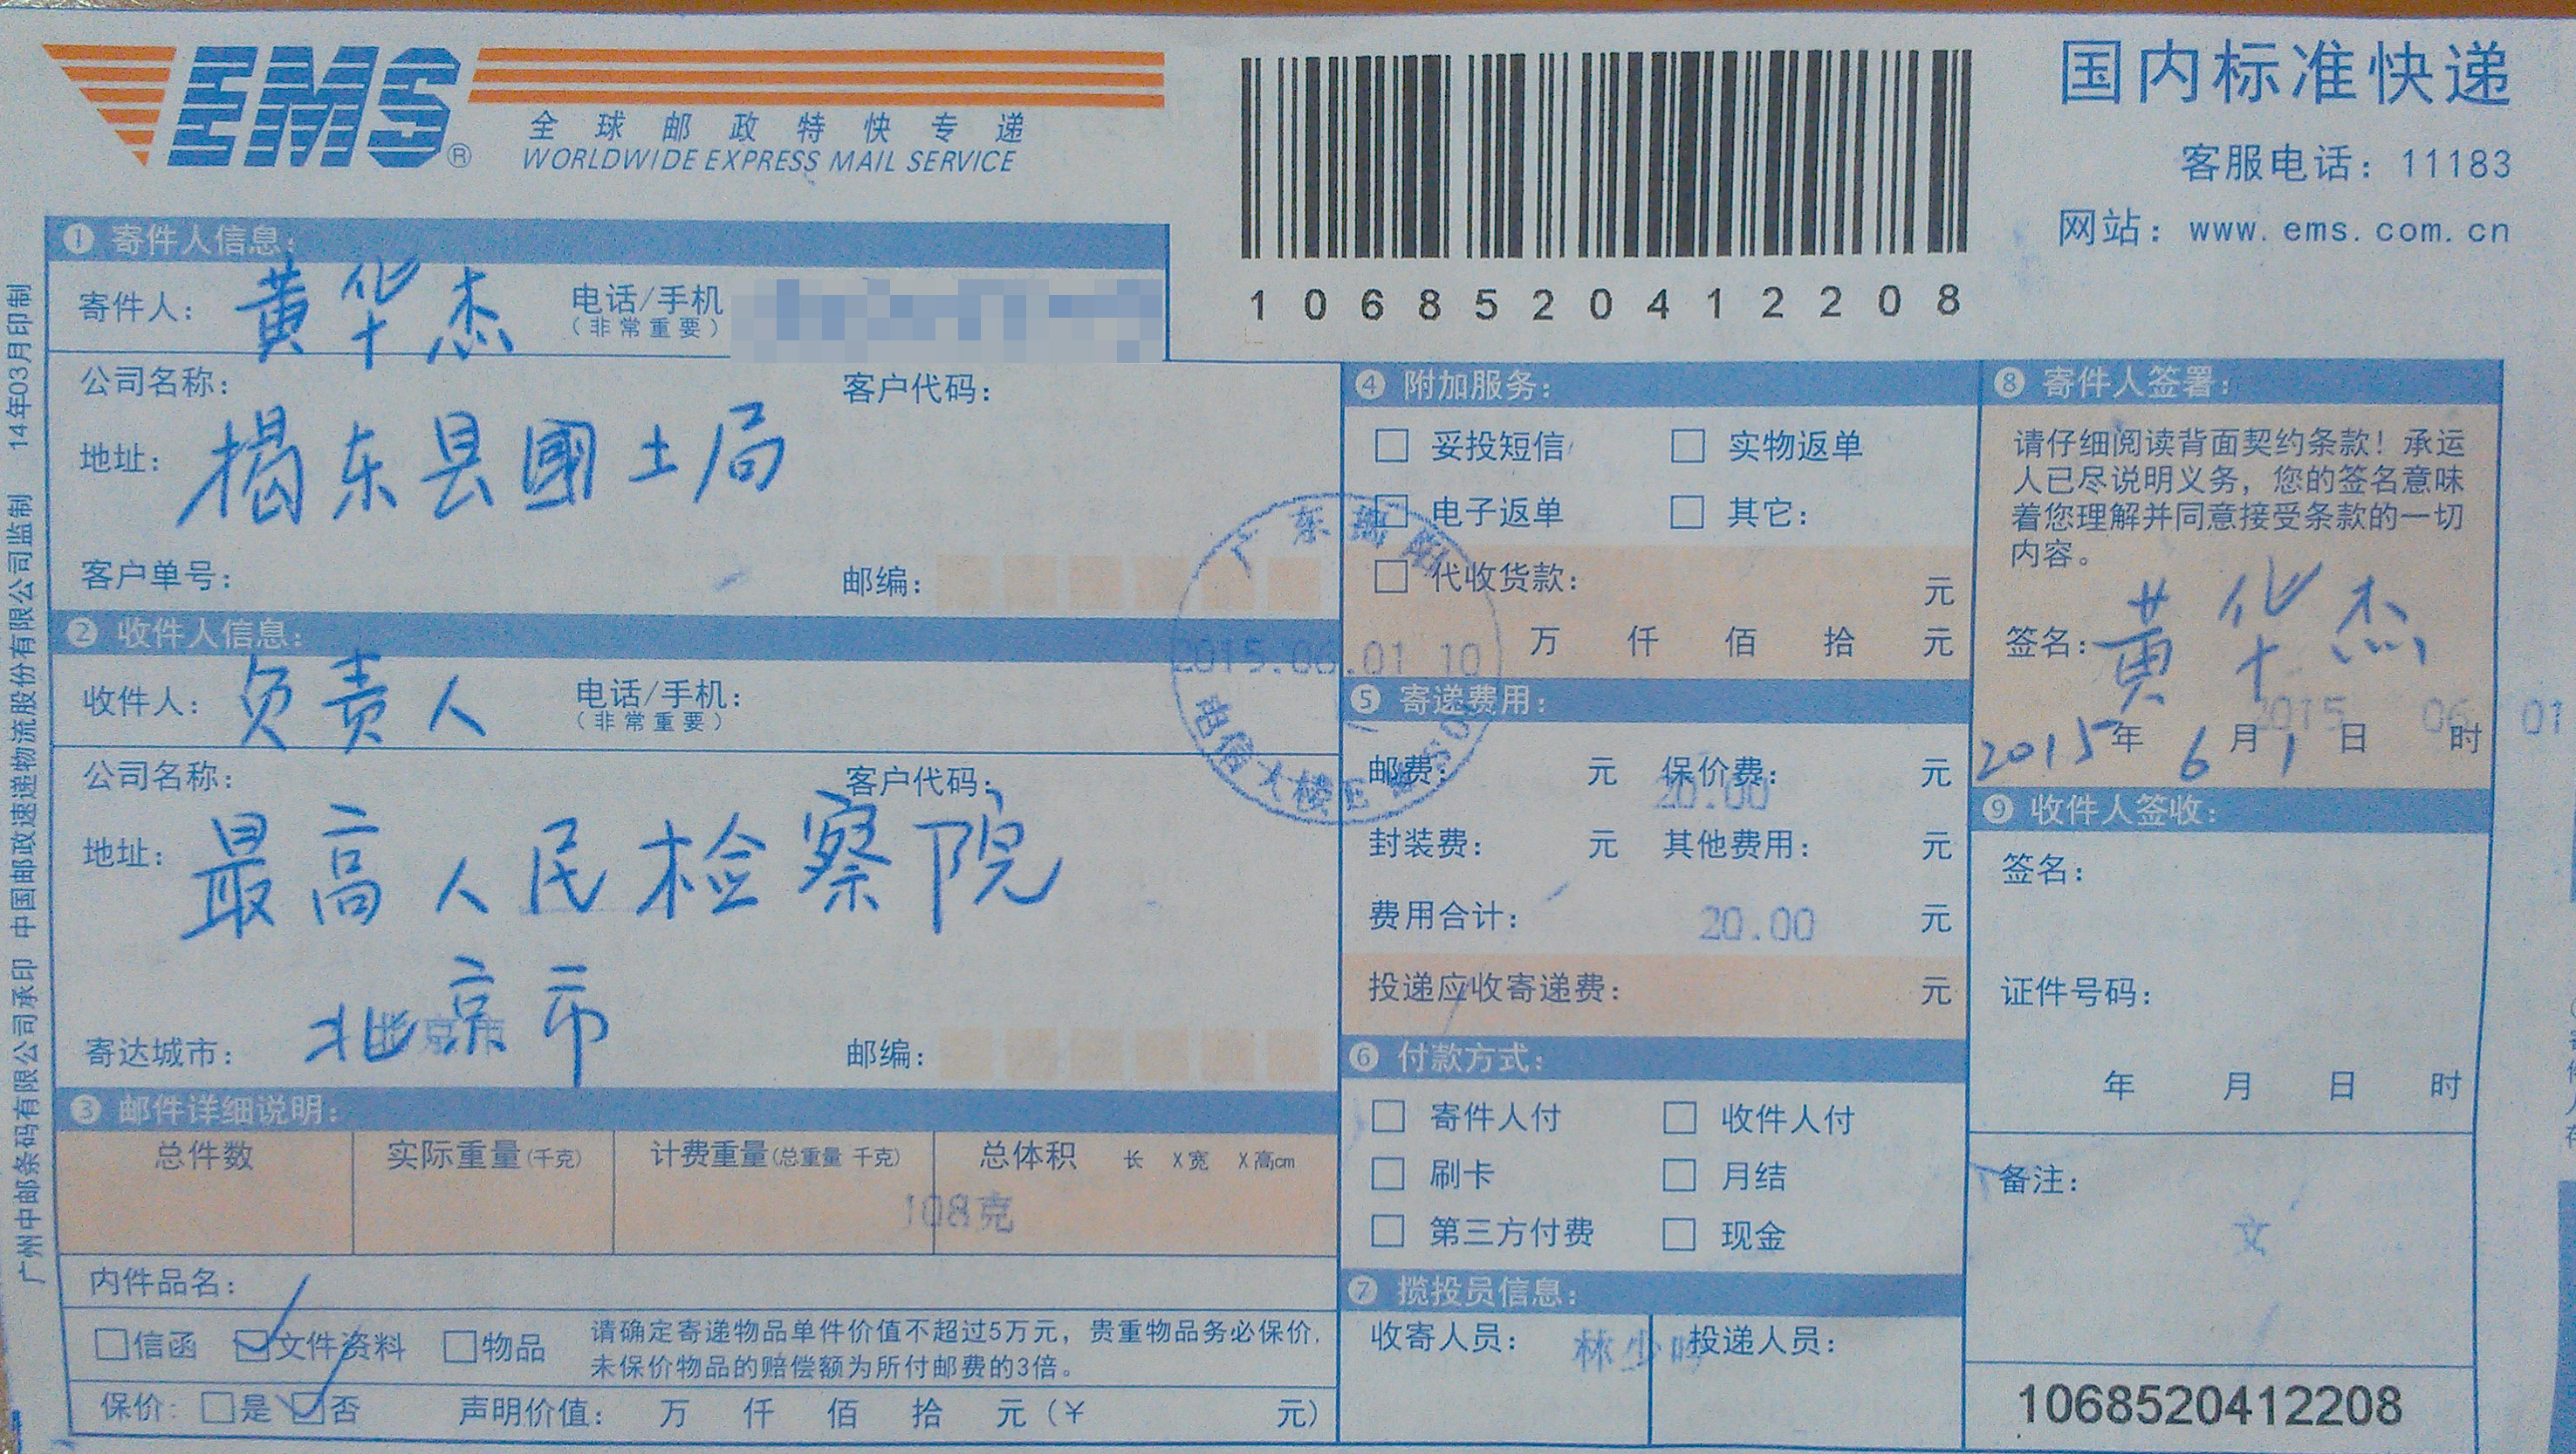 EMS®
全球邮政特快专递
WORLDWIDE EXPRESS MAIL SERVICE
1068520412208
国内标准快递
客服电话：11183
网站：www.ems.com.cn
❶ 寄件人信息：
寄件人： 黄华杰 电话/手机
（非常重要）
公司名称： 客户代码：
地址： 揭东县國土局
客户单号： 邮编：
❷ 收件人信息：
收件人： 负责人 电话/手机：
（非常重要）
公司名称： 客户代码：
地址： 最高人民检察院
北京市
寄达城市： 北京市 邮编：
❸ 邮件详细说明：
总件数 实际重量(千克) 计费重量(总重量 千克) 总体积 长 X宽 X高cm
108克
内件品名：
信函 文件资料 物品
请确定寄递物品单件价值不超过5万元，贵重物品务必保价，
未保价物品的赔偿额为所付邮费的3倍。
保价： 是 否 声明价值： 万 仟 佰 拾 元（￥ 元）
❹ 附加服务：
妥投短信 实物返单
电子返单 其它：
代收货款： 元
万 仟 佰 拾 元
广东揭阳
2015.06.01 10
电信大楼
❺ 寄递费用：
邮费： 元 保价费： 元
20.00
封装费： 元 其他费用： 元
费用合计： 20.00 元
投递应收寄递费： 元
❻ 付款方式：
寄件人付 收件人付
刷卡 月结
第三方付费 现金
❼ 揽投员信息：
收寄人员： 林少 投递人员：
❽ 寄件人签署：
请仔细阅读背面契约条款！承运
人已尽说明义务，您的签名意味
着您理解并同意接受条款的一切
内容。
签名： 黄华杰
2015 06 01
2015年 6月1日 时
❾ 收件人签收：
签名：
证件号码：
年 月 日 时
备注：
文
1068520412208
广州中邮条码有限公司承印 中国邮政速递物流股份有限公司监制 14年03月印制